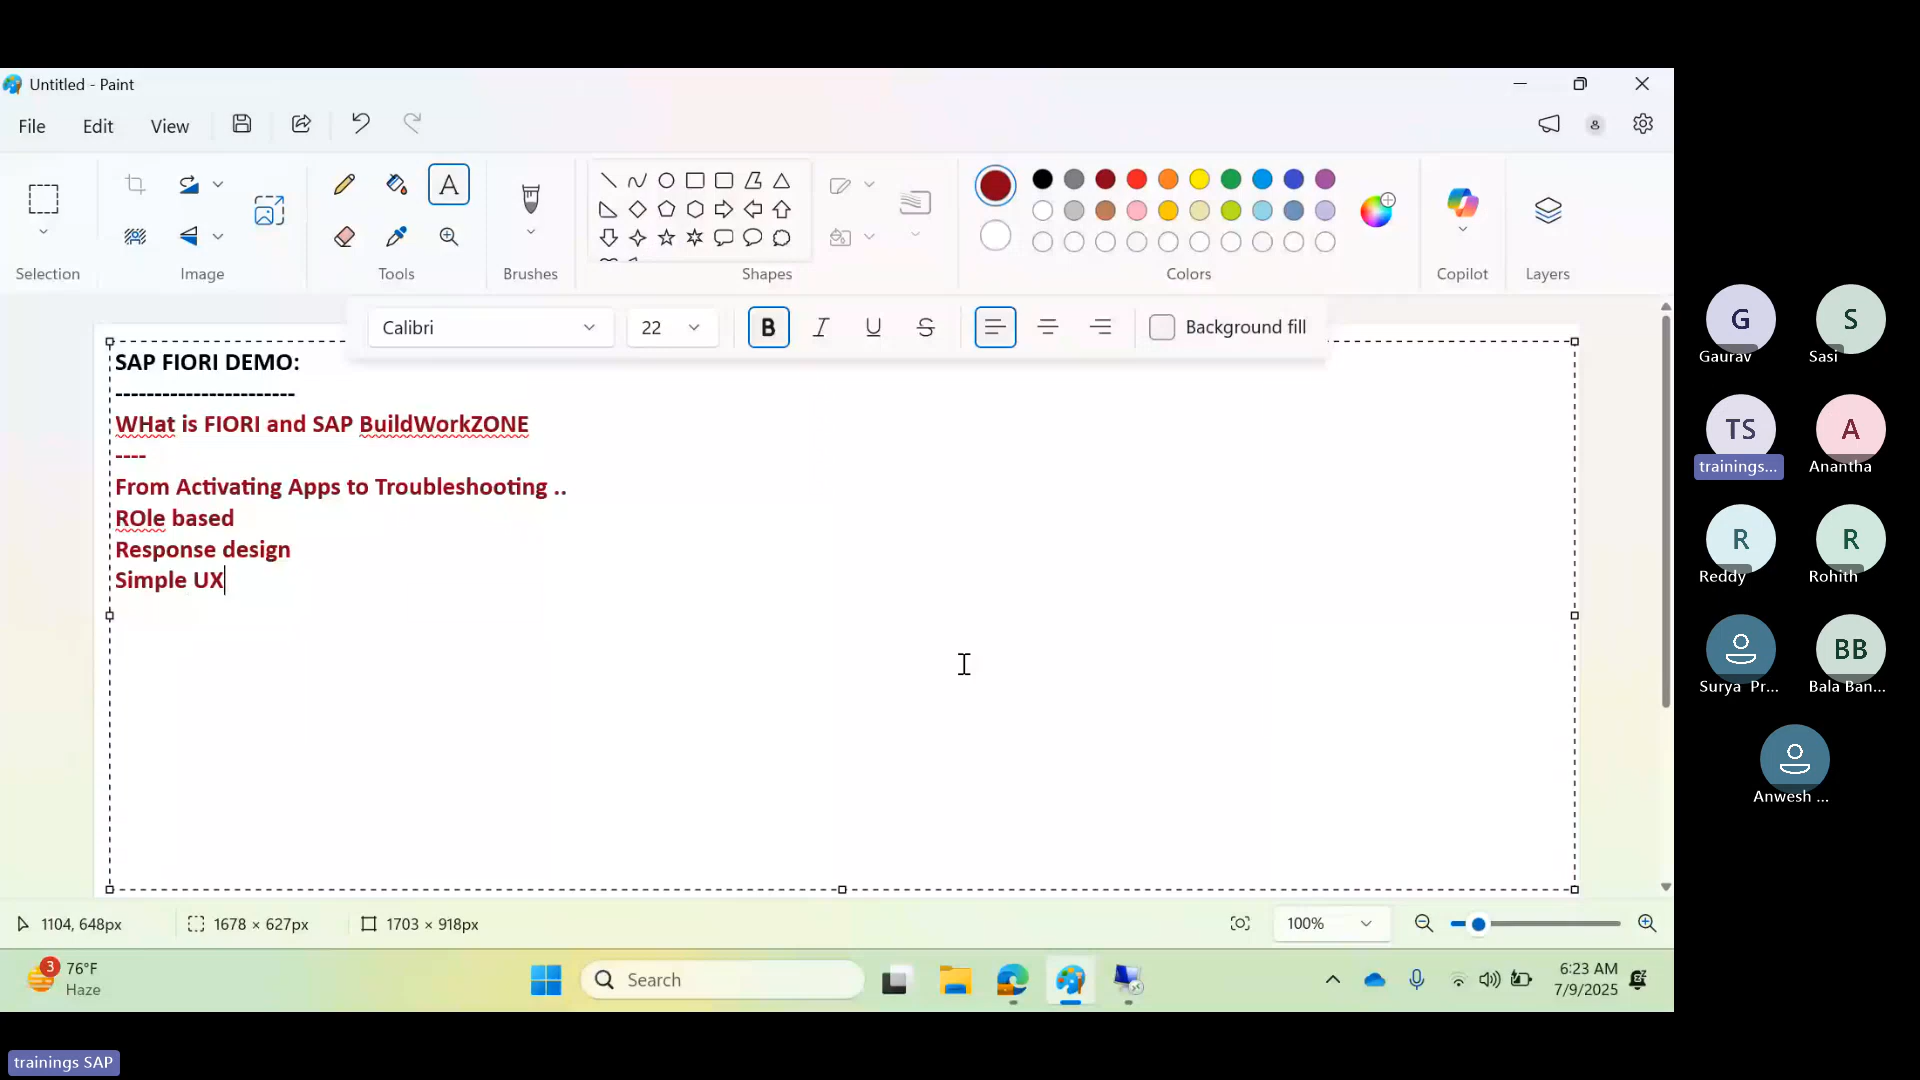 Untitled - Paint
File Edit View
Selection Image Tools Brushes Shapes Colors Copilot Layers
Calibri 22 B I U S Background fill
SAP FIORI DEMO:
-----------------------
WHat is FIORI and SAP BuildWorkZONE
----
From Activating Apps to Troubleshooting ..
ROle based
Response design
Simple UX
1104, 648px 1678 × 627px 1703 × 918px 100%
3 76°F
Haze
Search
6:23 AM
7/9/2025
G S
Gaurav Sasi
TS A
trainings... Anantha
R R
Reddy Rohith
BB
Surya Pr... Bala Ban...
Anwesh ...
trainings SAP